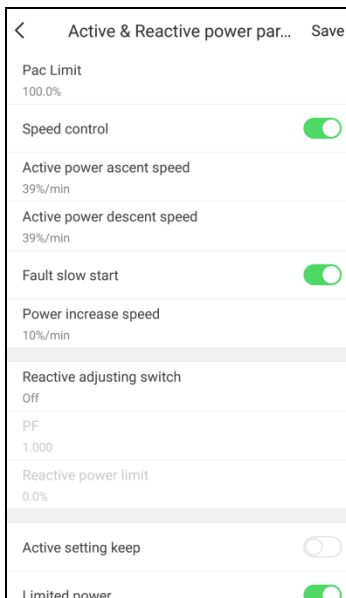 Active & Reactive power par... Save
Pac Limit
100.0%
Speed control
Active power ascent speed
39%/min
Active power descent speed
39%/min
Fault slow start
Power increase speed
10%/min
Reactive adjusting switch
Off
PF
1.000
Reactive power limit
0.0%
Active setting keep
Limited power